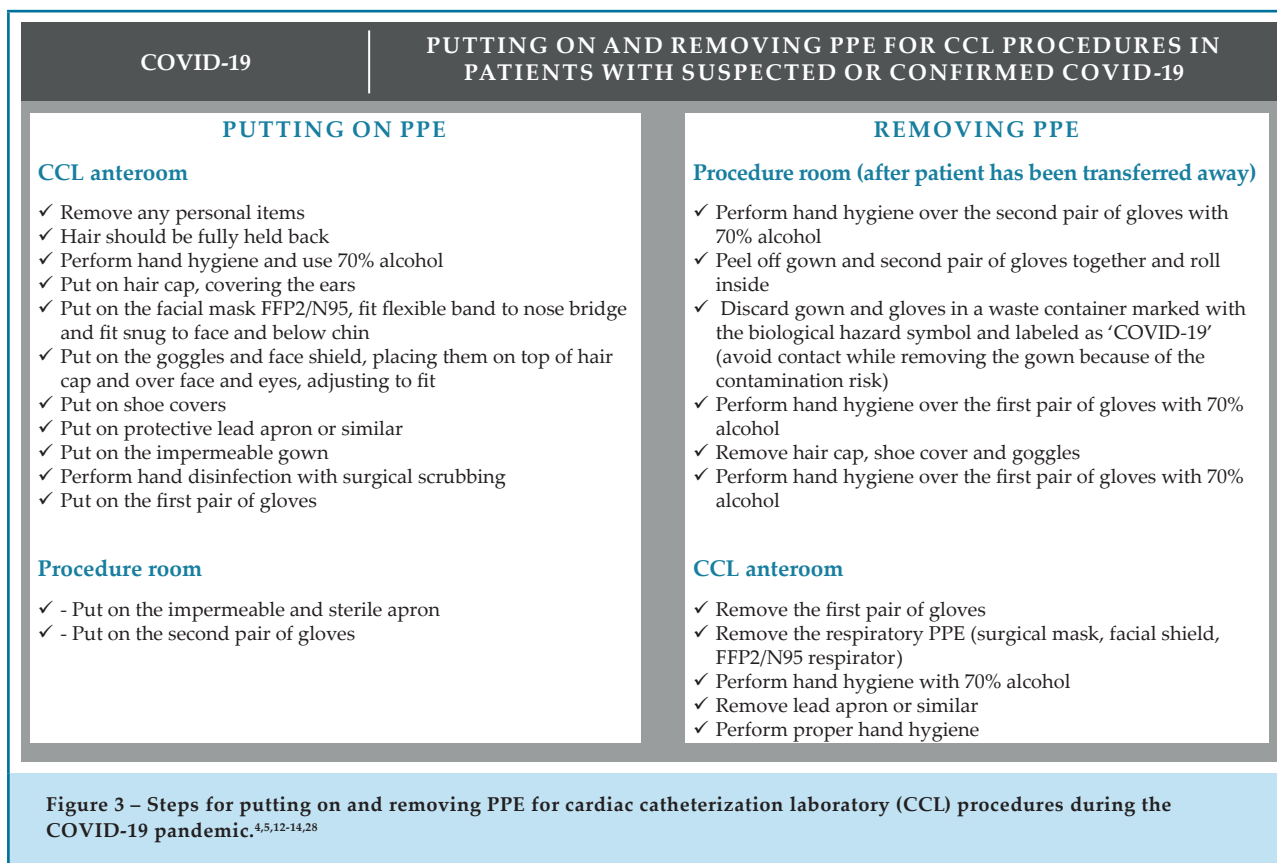 COVID-19
PUTTING ON AND REMOVING PPE FOR CCL PROCEDURES IN
PATIENTS WITH SUSPECTED OR CONFIRMED COVID-19
PUTTING ON PPE
CCL anteroom
✓ Remove any personal items
✓ Hair should be fully held back
✓ Perform hand hygiene and use 70% alcohol
✓ Put on hair cap, covering the ears
✓ Put on the facial mask FFP2/N95, fit flexible band to nose bridge
and fit snug to face and below chin
✓ Put on the goggles and face shield, placing them on top of hair
cap and over face and eyes, adjusting to fit
✓ Put on shoe covers
✓ Put on protective lead apron or similar
✓ Put on the impermeable gown
✓ Perform hand disinfection with surgical scrubbing
✓ Put on the first pair of gloves
Procedure room
✓ - Put on the impermeable and sterile apron
✓ - Put on the second pair of gloves
REMOVING PPE
Procedure room (after patient has been transferred away)
✓ Perform hand hygiene over the second pair of gloves with
70% alcohol
✓ Peel off gown and second pair of gloves together and roll
inside
✓ Discard gown and gloves in a waste container marked with
the biological hazard symbol and labeled as ‘COVID-19’
(avoid contact while removing the gown because of the
contamination risk)
✓ Perform hand hygiene over the first pair of gloves with 70%
alcohol
✓ Remove hair cap, shoe cover and goggles
✓ Perform hand hygiene over the first pair of gloves with 70%
alcohol
CCL anteroom
✓ Remove the first pair of gloves
✓ Remove the respiratory PPE (surgical mask, facial shield,
FFP2/N95 respirator)
✓ Perform hand hygiene with 70% alcohol
✓ Remove lead apron or similar
✓ Perform proper hand hygiene
Figure 3 – Steps for putting on and removing PPE for cardiac catheterization laboratory (CCL) procedures during the
COVID-19 pandemic.4,5,12-14,28